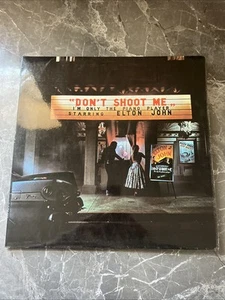 "DON'T SHOOT ME
I'M ONLY THE PIANO PLAYER"
STARRING ELTON JOHN